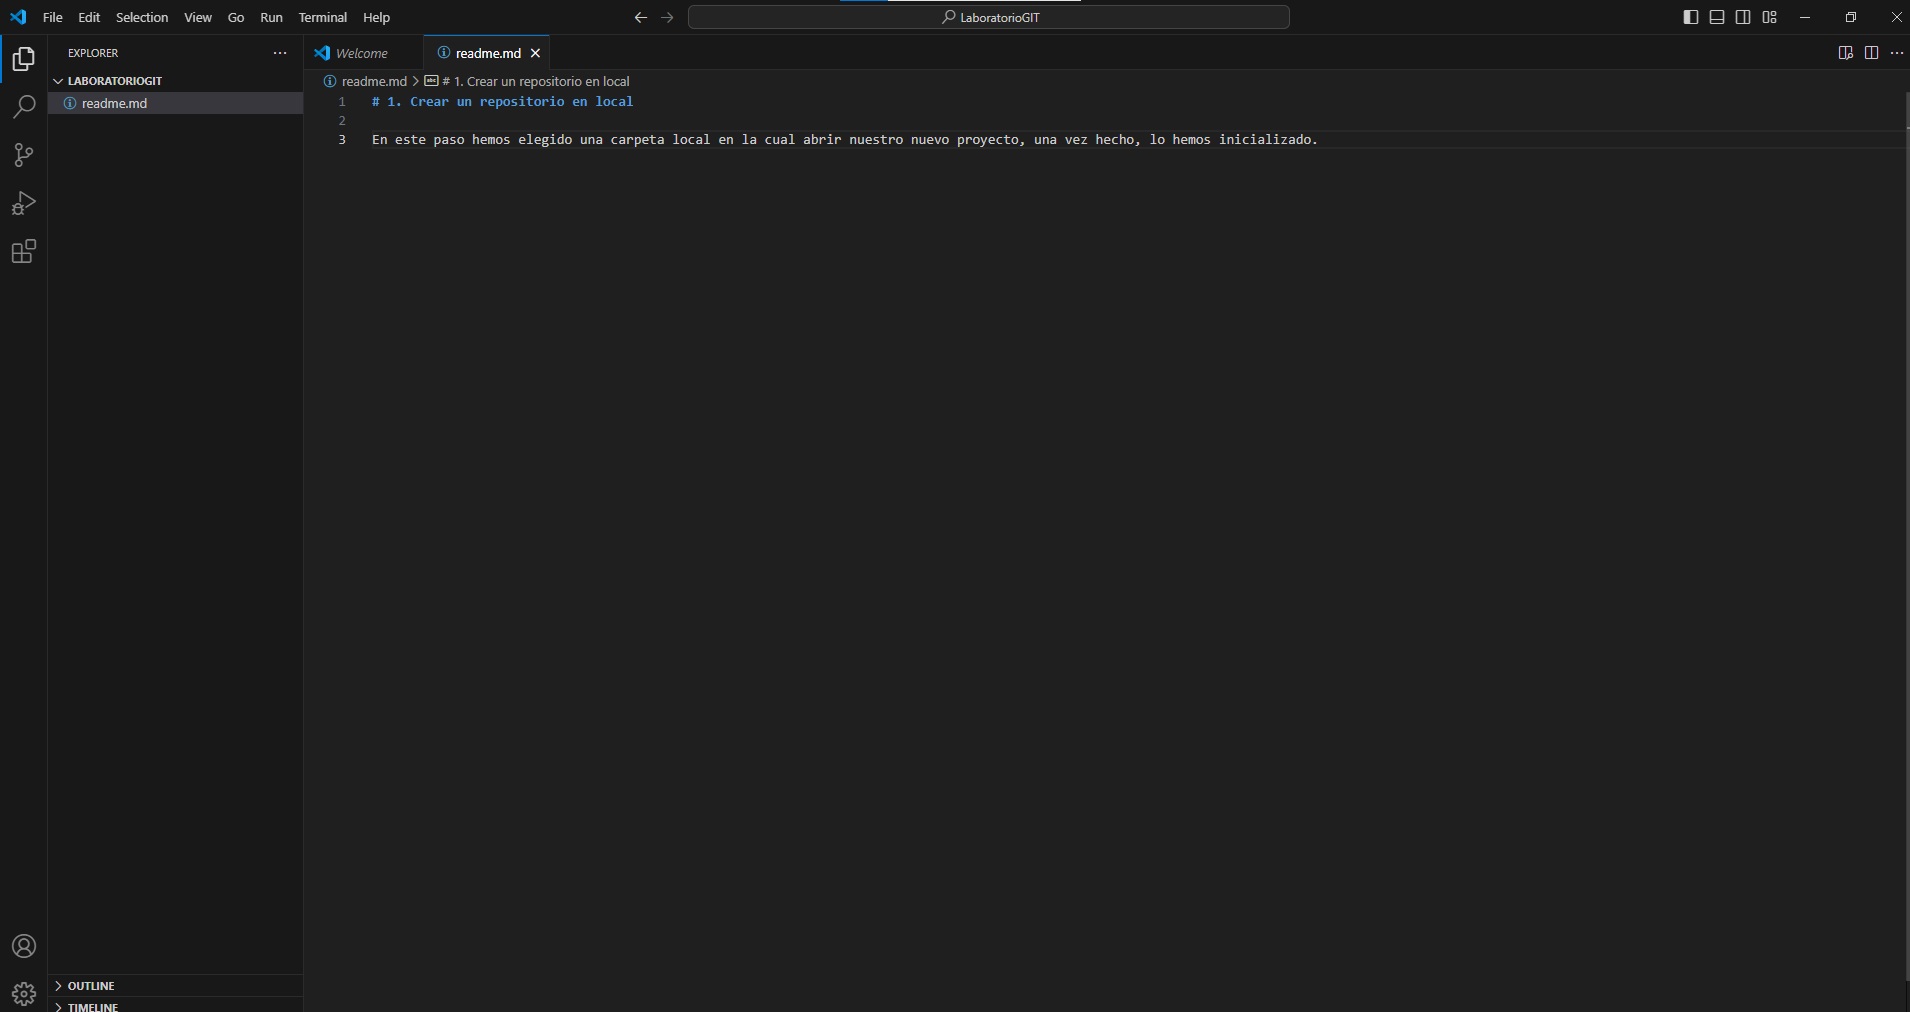 File Edit Selection View Go Run Terminal Help
LaboratorioGIT
EXPLORER
Welcome
readme.md
LABORATORIOGIT
readme.md
readme.md > # 1. Crear un repositorio en local
1 # 1. Crear un repositorio en local
2
3 En este paso hemos elegido una carpeta local en la cual abrir nuestro nuevo proyecto, una vez hecho, lo hemos inicializado.
OUTLINE
TIMELINE